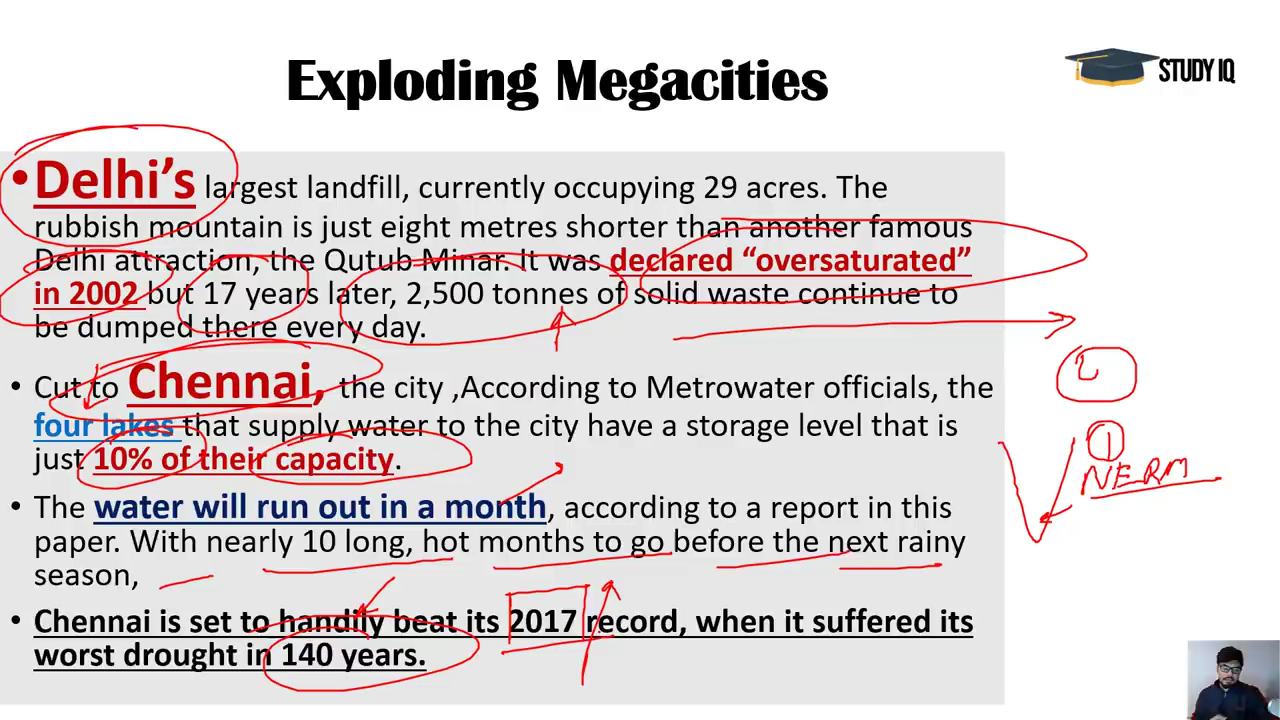 Exploding Megacities
STUDY IQ
•Delhi's largest landfill, currently occupying 29 acres. The
rubbish mountain is just eight metres shorter than another famous
Delhi attraction, the Qutub Minar. It was declared “oversaturated”
in 2002 but 17 years later, 2,500 tonnes of solid waste continue to
be dumped there every day.
• Cut to Chennai, the city ,According to Metrowater officials, the
four lakes that supply water to the city have a storage level that is
just 10% of their capacity.
• The water will run out in a month, according to a report in this
paper. With nearly 10 long, hot months to go before the next rainy
season,
• Chennai is set to handily beat its 2017 record, when it suffered its
worst drought in 140 years.
1
NERM